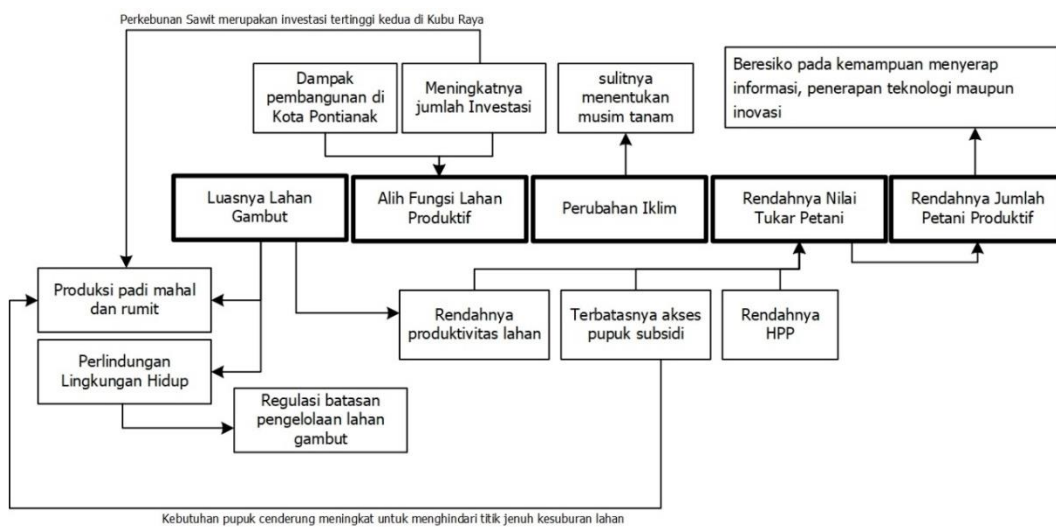 Perkebunan Sawit merupakan investasi tertinggi kedua di Kubu Raya
Dampak
pembangunan di
Kota Pontianak
Meningkatnya
jumlah Investasi
sulitnya
menentukan
musim tanam
Beresiko pada kemampuan menyerap
informasi, penerapan teknologi maupun
inovasi
Luasnya Lahan
Gambut
Alih Fungsi Lahan
Produktif
Perubahan Iklim
Rendahnya Nilai
Tukar Petani
Rendahnya Jumlah
Petani Produktif
Produksi padi mahal
dan rumit
Rendahnya
produktivitas lahan
Terbatasnya akses
pupuk subsidi
Rendahnya
HPP
Perlindungan
Lingkungan Hidup
Regulasi batasan
pengelolaan lahan
gambut
Kebutuhan pupuk cenderung meningkat untuk menghindari titik jenuh kesuburan lahan